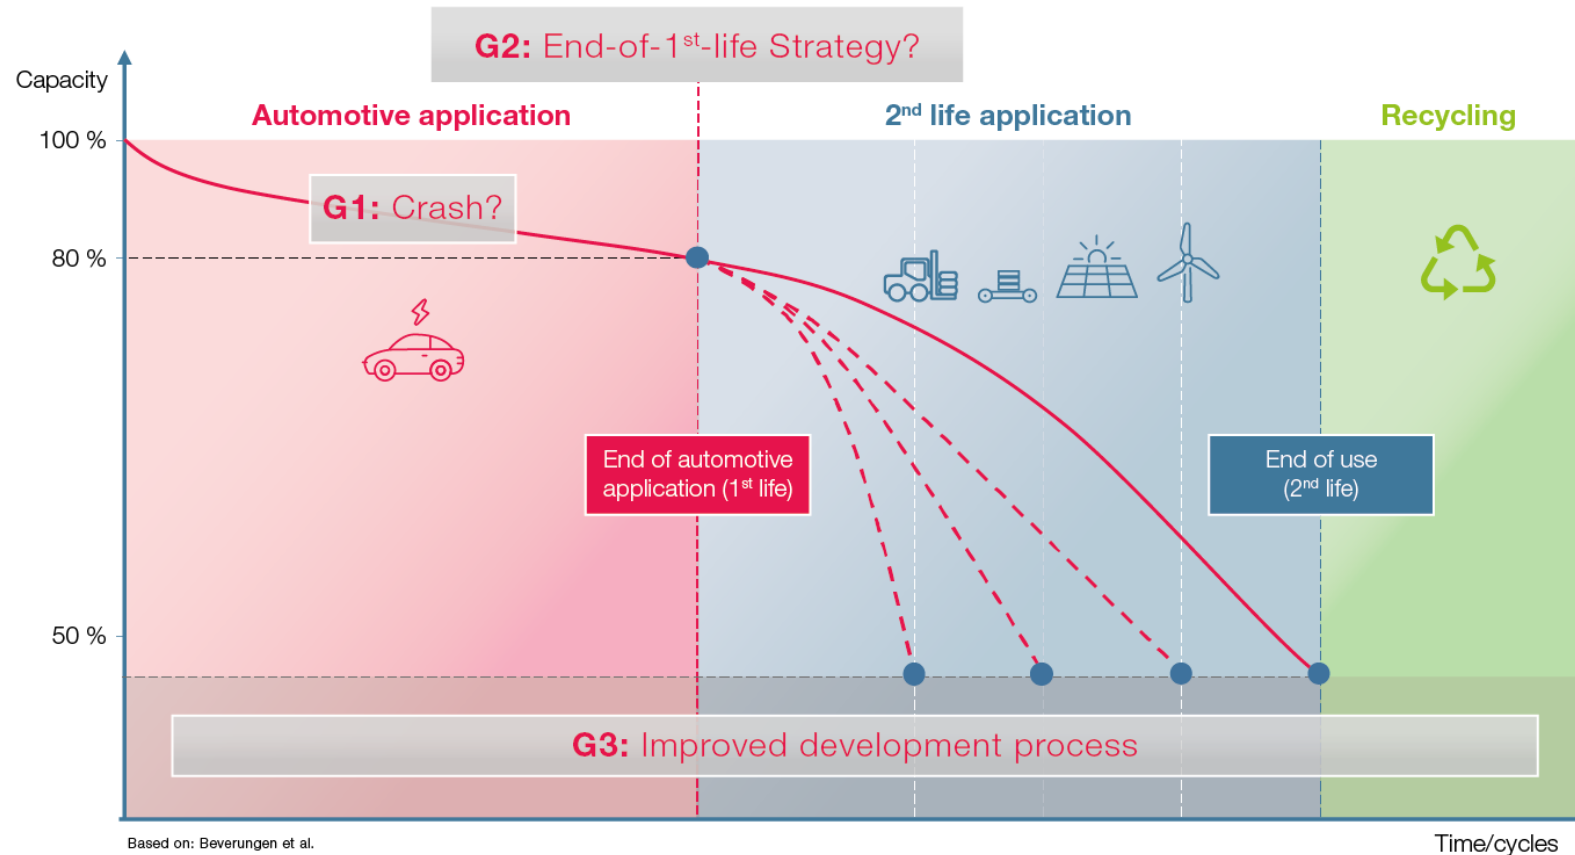 G2: End-of-1st-life Strategy?
Capacity
Automotive application
2nd life application
Recycling
100 %
G1: Crash?
80 %
End of automotive
application (1st life)
End of use
(2nd life)
50 %
G3: Improved development process
Based on: Beverungen et al.
Time/cycles